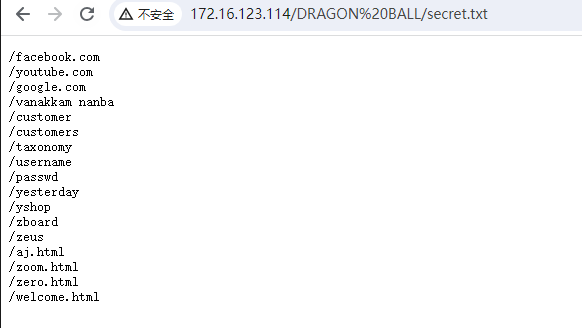 不安全 172.16.123.114/DRAGON%20BALL/secret.txt
/facebook.com
/youtube.com
/google.com
/vanakkam nanba
/customer
/customers
/taxonomy
/username
/passwd
/yesterday
/yshop
/zboard
/zeus
/aj.html
/zoom.html
/zero.html
/welcome.html